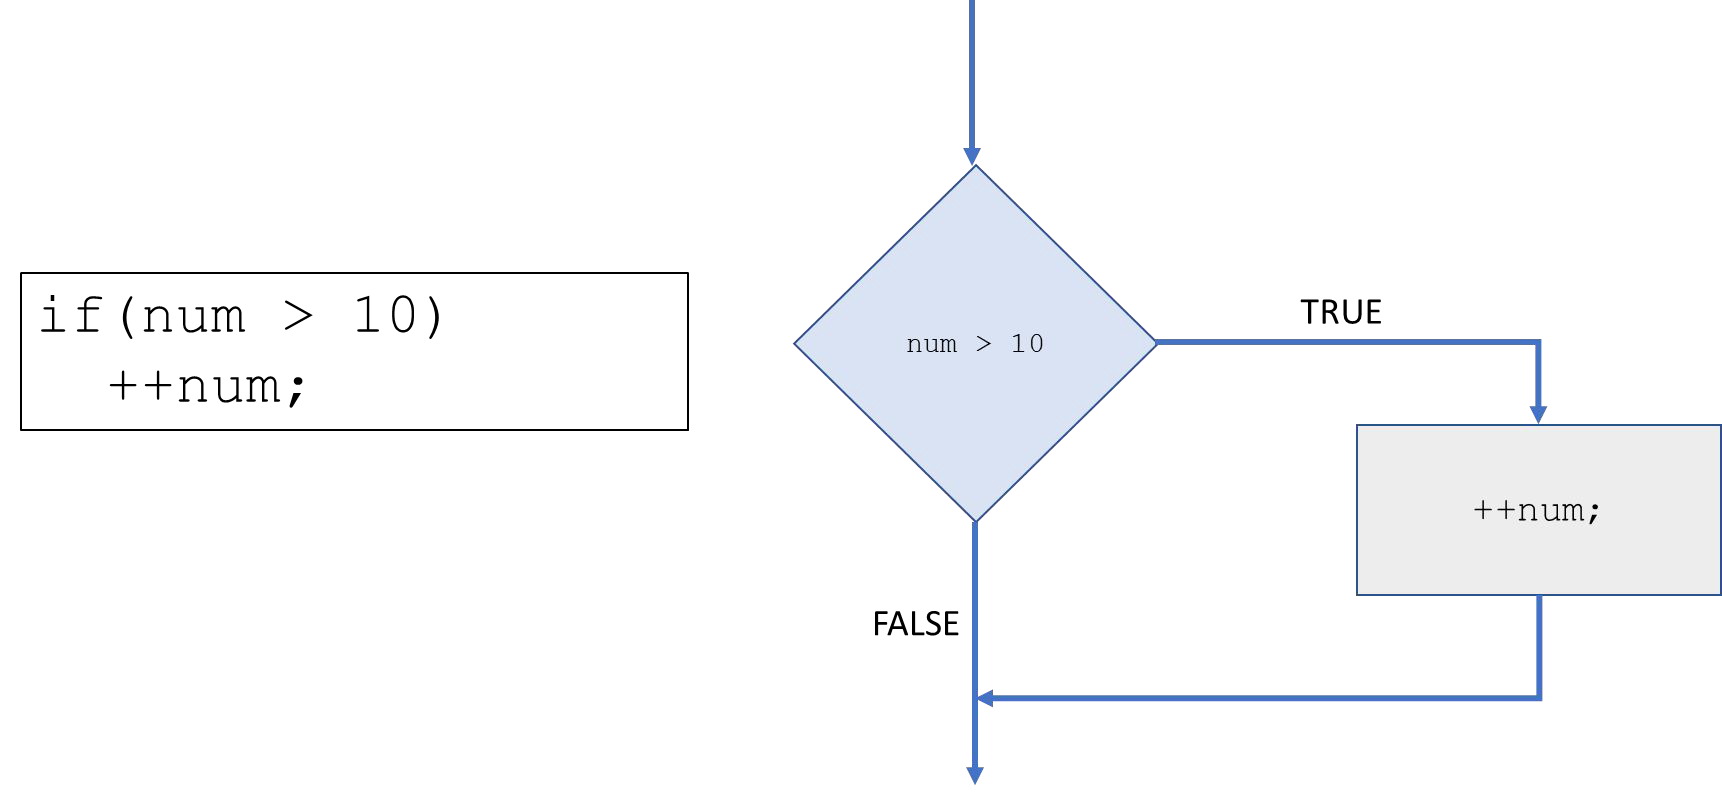 if(num > 10)
  ++num;
num > 10
TRUE
++num;
FALSE